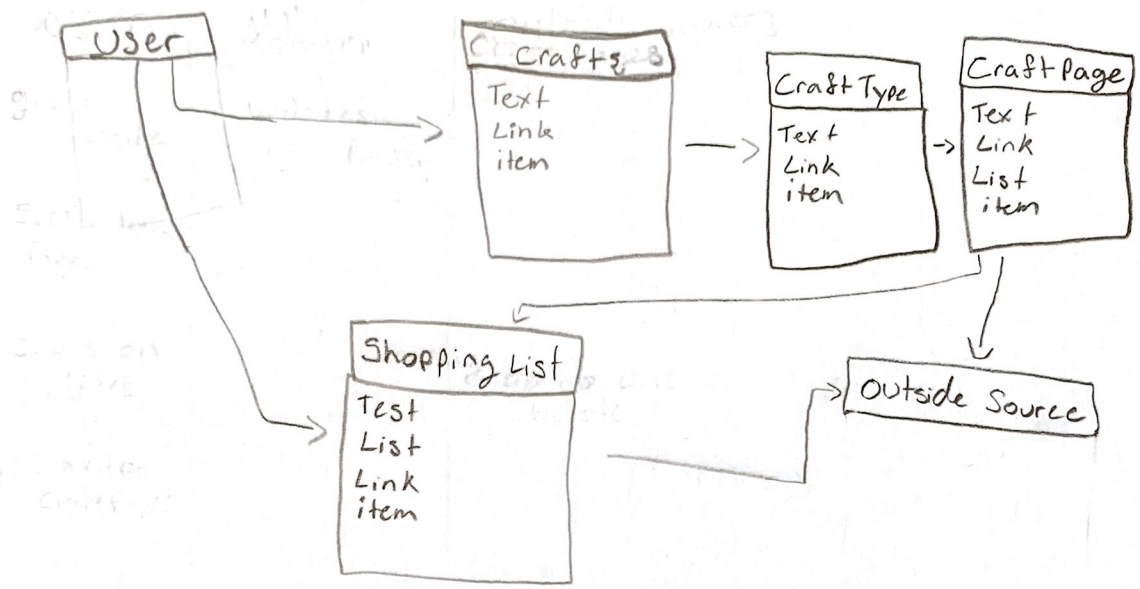 User
Crafts
Text
Link
item
Craft Type
Text
Link
item
Craft Page
Text
Link
List
item
Shopping List
Test
List
Link
item
Outside Source